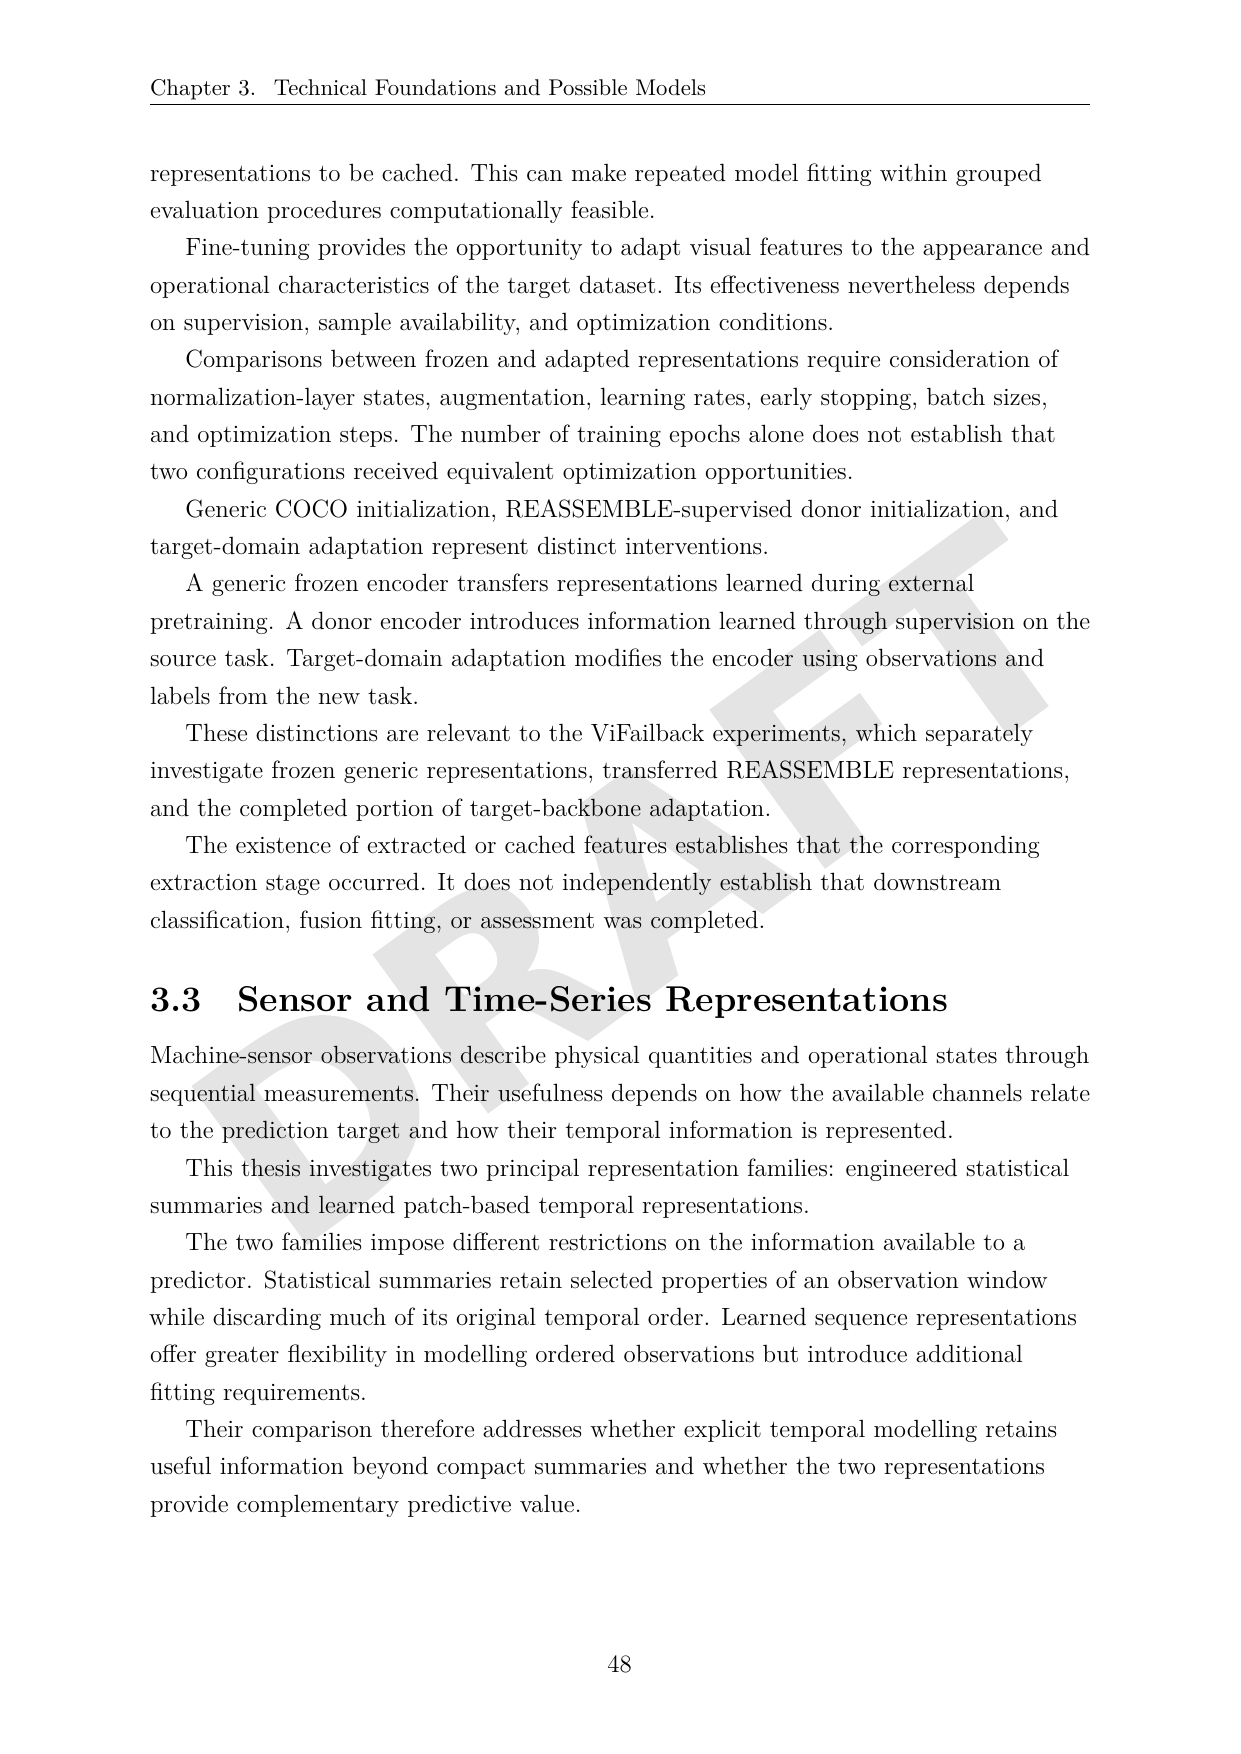 Chapter 3. Technical Foundations and Possible Models
representations to be cached. This can make repeated model fitting within grouped
evaluation procedures computationally feasible.
Fine-tuning provides the opportunity to adapt visual features to the appearance and
operational characteristics of the target dataset. Its effectiveness nevertheless depends
on supervision, sample availability, and optimization conditions.
Comparisons between frozen and adapted representations require consideration of
normalization-layer states, augmentation, learning rates, early stopping, batch sizes,
and optimization steps. The number of training epochs alone does not establish that
two configurations received equivalent optimization opportunities.
Generic COCO initialization, REASSEMBLE-supervised donor initialization, and
target-domain adaptation represent distinct interventions.
A generic frozen encoder transfers representations learned during external
pretraining. A donor encoder introduces information learned through supervision on the
source task. Target-domain adaptation modifies the encoder using observations and
labels from the new task.
These distinctions are relevant to the ViFailback experiments, which separately
investigate frozen generic representations, transferred REASSEMBLE representations,
and the completed portion of target-backbone adaptation.
The existence of extracted or cached features establishes that the corresponding
extraction stage occurred. It does not independently establish that downstream
classification, fusion fitting, or assessment was completed.
3.3 Sensor and Time-Series Representations
Machine-sensor observations describe physical quantities and operational states through
sequential measurements. Their usefulness depends on how the available channels relate
to the prediction target and how their temporal information is represented.
This thesis investigates two principal representation families: engineered statistical
summaries and learned patch-based temporal representations.
The two families impose different restrictions on the information available to a
predictor. Statistical summaries retain selected properties of an observation window
while discarding much of its original temporal order. Learned sequence representations
offer greater flexibility in modelling ordered observations but introduce additional
fitting requirements.
Their comparison therefore addresses whether explicit temporal modelling retains
useful information beyond compact summaries and whether the two representations
provide complementary predictive value.
48
DRAFT